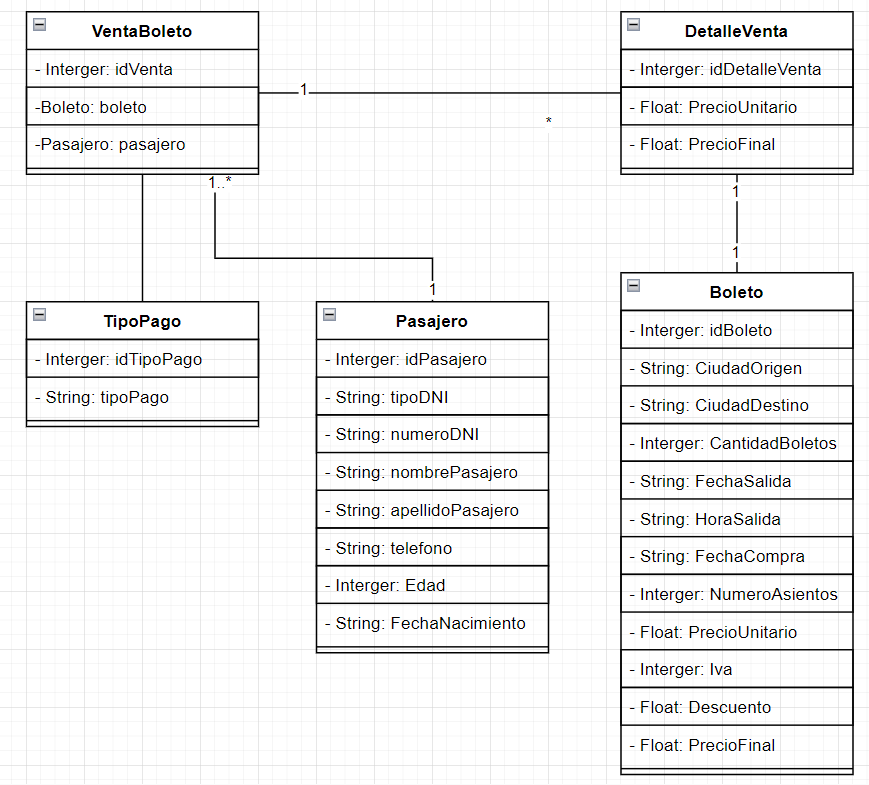 VentaBoleto
- Interger: idVenta
-Boleto: boleto
-Pasajero: pasajero
DetalleVenta
- Interger: idDetalleVenta
- Float: PrecioUnitario
- Float: PrecioFinal
1
*
1..*
1
1
1
TipoPago
- Interger: idTipoPago
- String: tipoPago
Pasajero
- Interger: idPasajero
- String: tipoDNI
- String: numeroDNI
- String: nombrePasajero
- String: apellidoPasajero
- String: telefono
- Interger: Edad
- String: FechaNacimiento
Boleto
- Interger: idBoleto
- String: CiudadOrigen
- String: CiudadDestino
- Interger: CantidadBoletos
- String: FechaSalida
- String: HoraSalida
- String: FechaCompra
- Interger: NumeroAsientos
- Float: PrecioUnitario
- Interger: Iva
- Float: Descuento
- Float: PrecioFinal